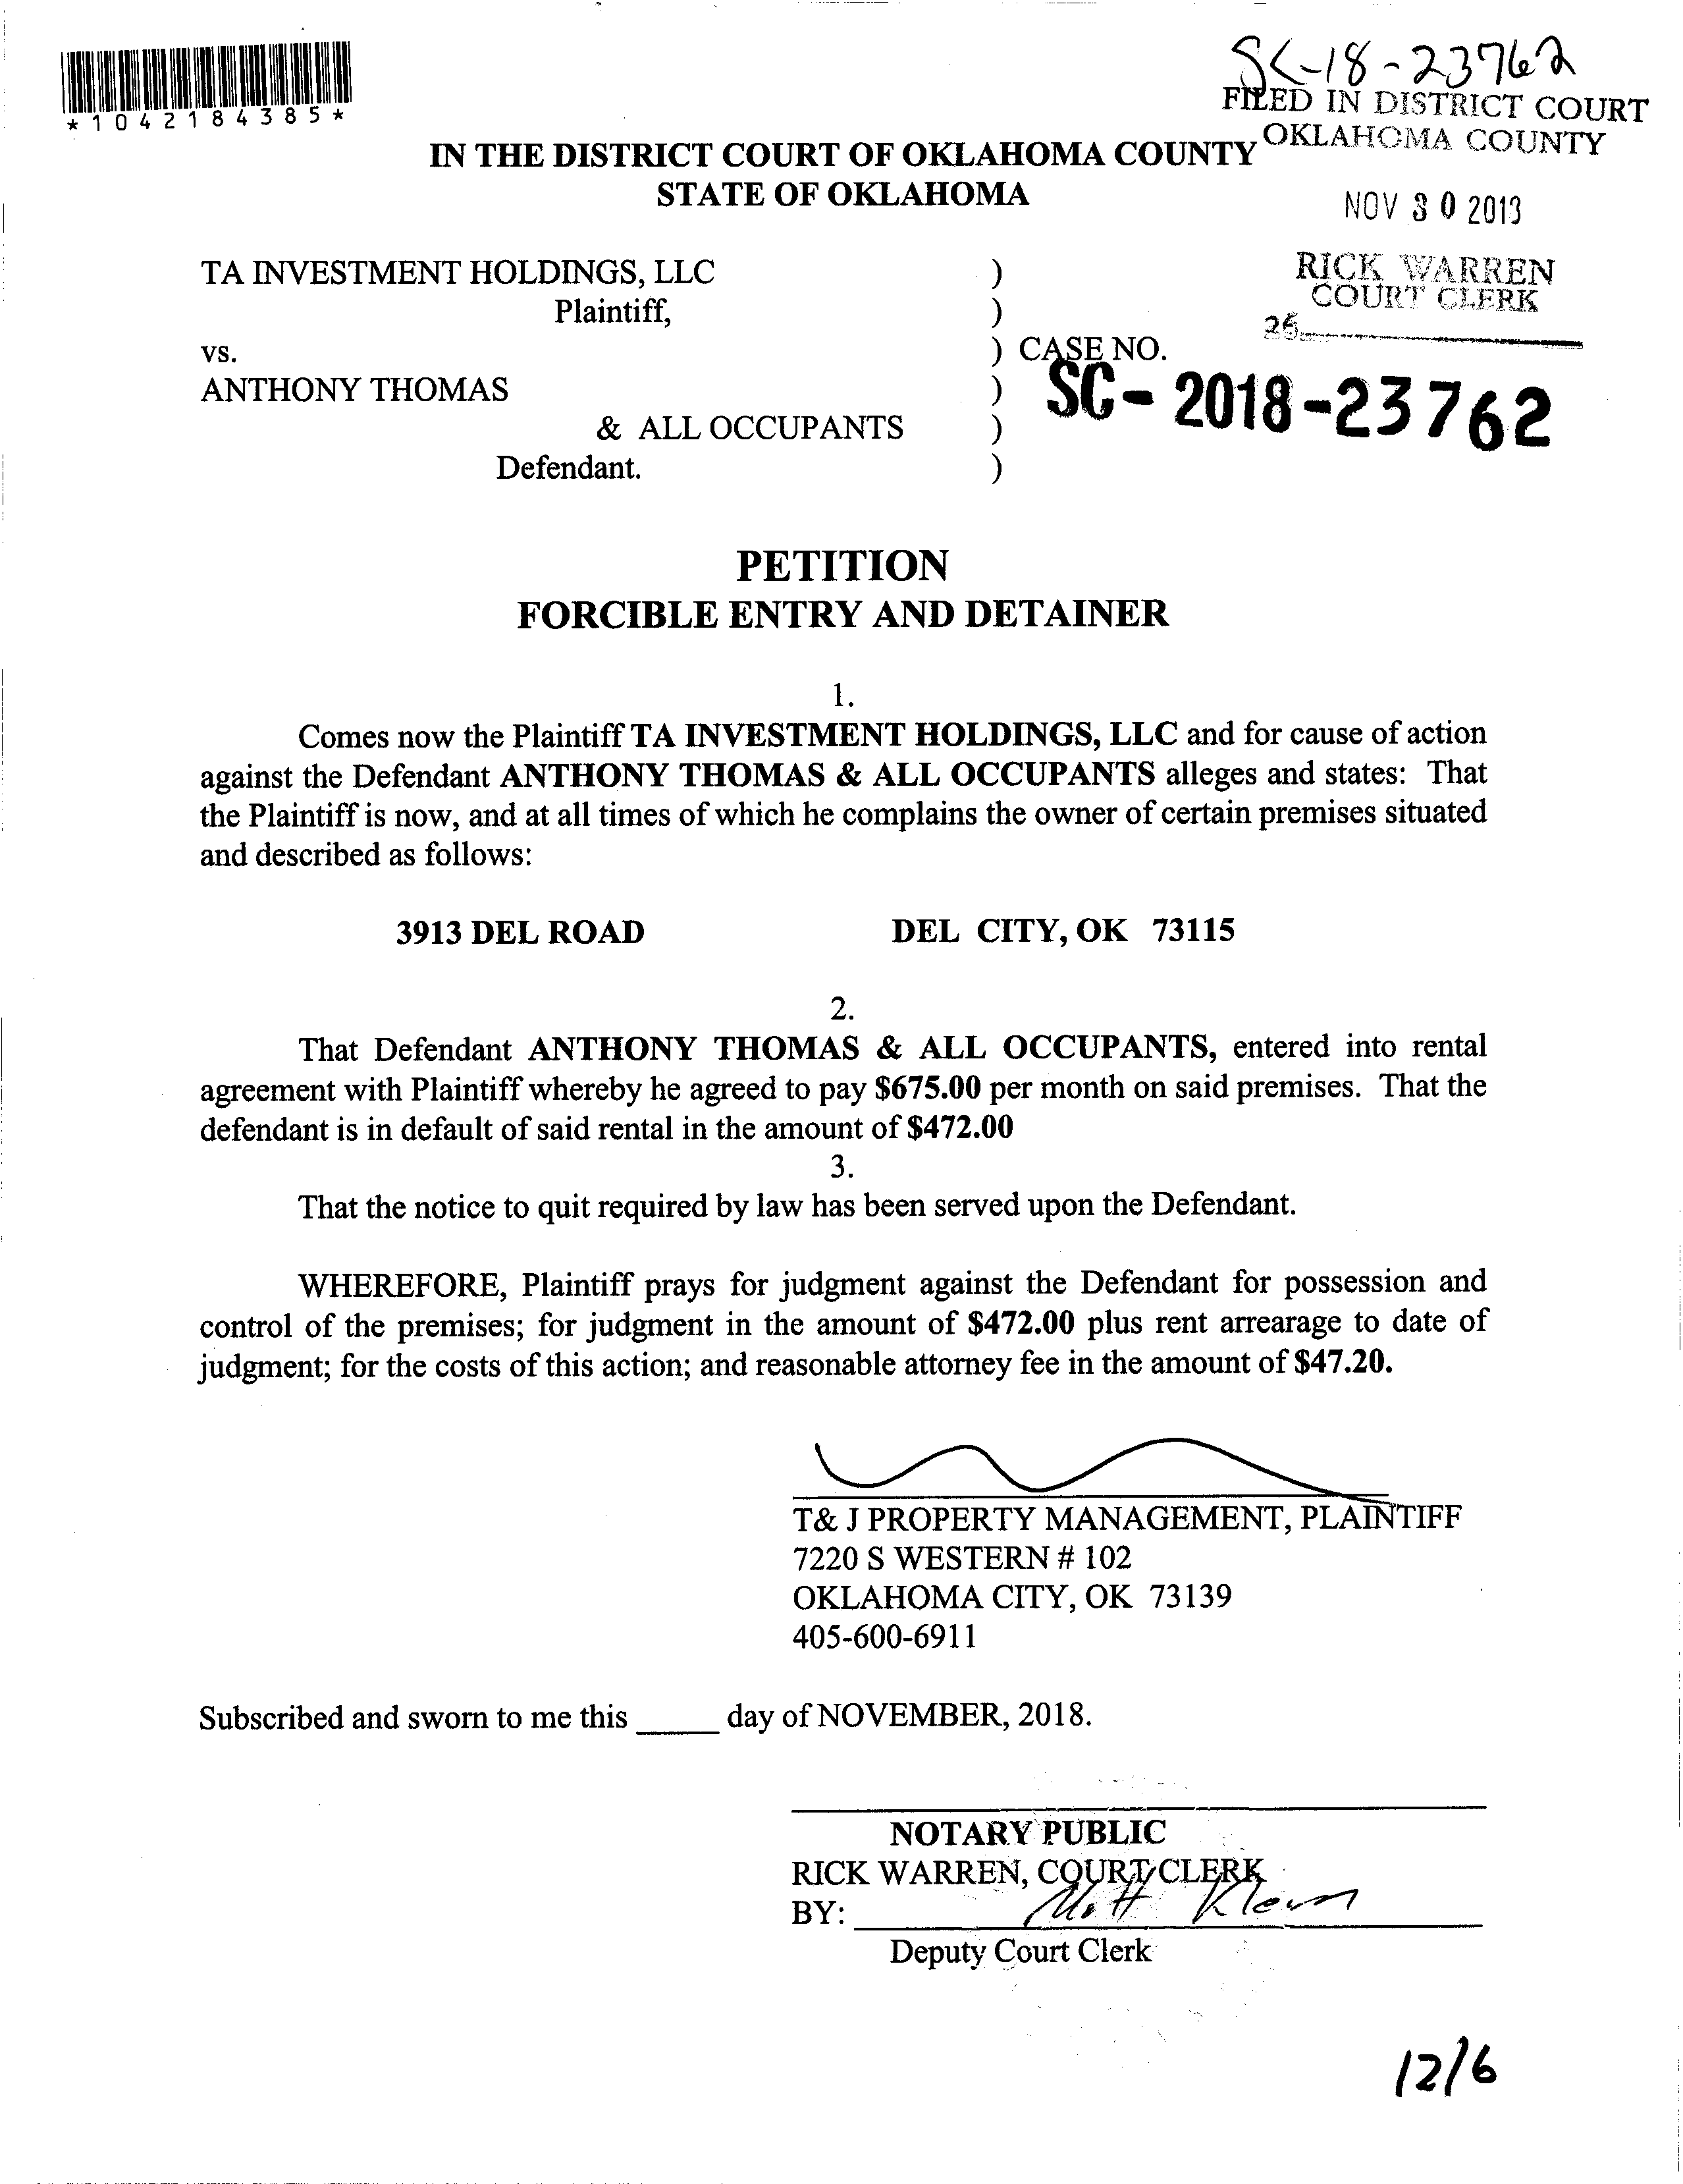 SC-18-23762
*1042184385*
FILED IN DISTRICT COURT
OKLAHOMA COUNTY
IN THE DISTRICT COURT OF OKLAHOMA COUNTY
STATE OF OKLAHOMA
NOV 30 2018
TA INVESTMENT HOLDINGS, LLC )
RICK WARREN
COURT CLERK
Plaintiff, )
26
vs. ) CASE NO.
ANTHONY THOMAS )
SC-2018-23762
& ALL OCCUPANTS )
Defendant. )
PETITION
FORCIBLE ENTRY AND DETAINER
1.
Comes now the Plaintiff TA INVESTMENT HOLDINGS, LLC and for cause of action
against the Defendant ANTHONY THOMAS & ALL OCCUPANTS alleges and states: That
the Plaintiff is now, and at all times of which he complains the owner of certain premises situated
and described as follows:
3913 DEL ROAD DEL CITY, OK 73115
2.
That Defendant ANTHONY THOMAS & ALL OCCUPANTS, entered into rental
agreement with Plaintiff whereby he agreed to pay $675.00 per month on said premises. That the
defendant is in default of said rental in the amount of $472.00
3.
That the notice to quit required by law has been served upon the Defendant.
WHEREFORE, Plaintiff prays for judgment against the Defendant for possession and
control of the premises; for judgment in the amount of $472.00 plus rent arrearage to date of
judgment; for the costs of this action; and reasonable attorney fee in the amount of $47.20.
T& J PROPERTY MANAGEMENT, PLAINTIFF
7220 S WESTERN # 102
OKLAHOMA CITY, OK 73139
405-600-6911
Subscribed and sworn to me this _____ day of NOVEMBER, 2018.
NOTARY PUBLIC
RICK WARREN, COURT CLERK
BY: Matt
Deputy Court Clerk
12/6